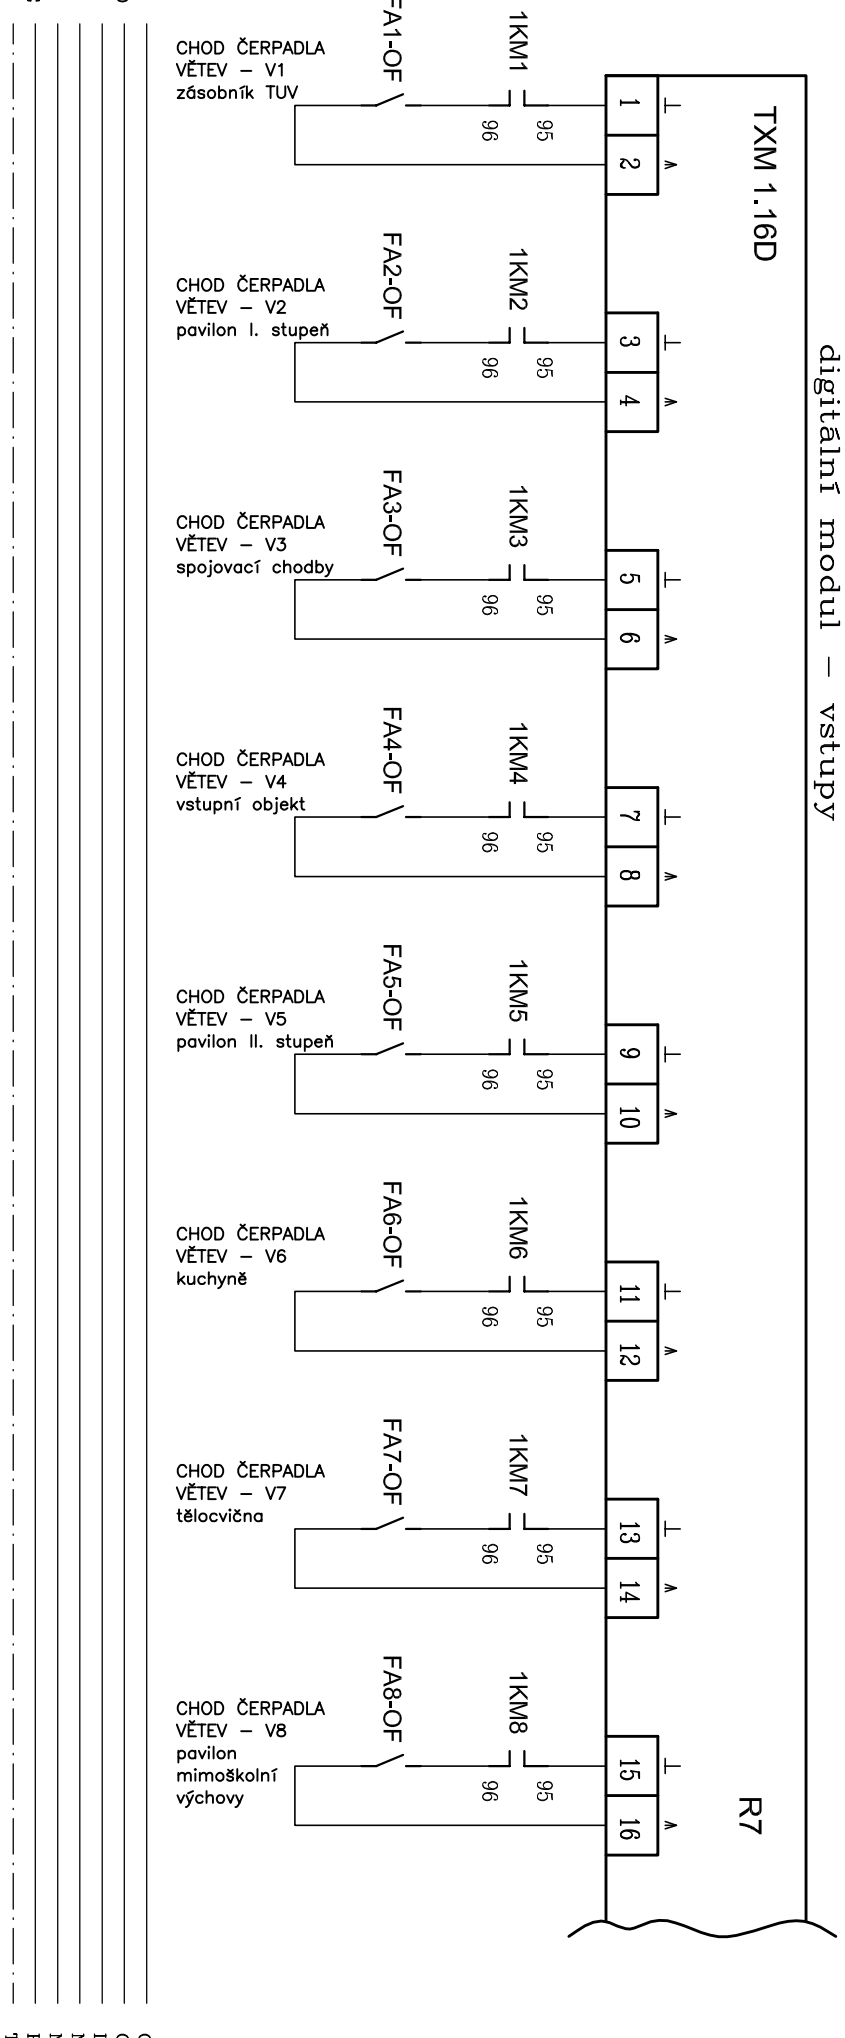 digitální modul – vstupy
TXM 1.16D
R7
CHOD ČERPADLA
VĚTEV – V1
zásobník TUV
FA1-OF
1KM1
96
95
1
2
CHOD ČERPADLA
VĚTEV – V2
pavilon I. stupeň
FA2-OF
1KM2
96
95
3
4
CHOD ČERPADLA
VĚTEV – V3
spojovací chodby
FA3-OF
1KM3
96
95
5
6
CHOD ČERPADLA
VĚTEV – V4
vstupní objekt
FA4-OF
1KM4
96
95
7
8
CHOD ČERPADLA
VĚTEV – V5
pavilon II. stupeň
FA5-OF
1KM5
96
95
9
10
CHOD ČERPADLA
VĚTEV – V6
kuchyně
FA6-OF
1KM6
96
95
11
12
CHOD ČERPADLA
VĚTEV – V7
tělocvična
FA7-OF
1KM7
96
95
13
14
CHOD ČERPADLA
VĚTEV – V8
pavilon
mimoškolní
výchovy
FA8-OF
1KM8
96
95
15
16